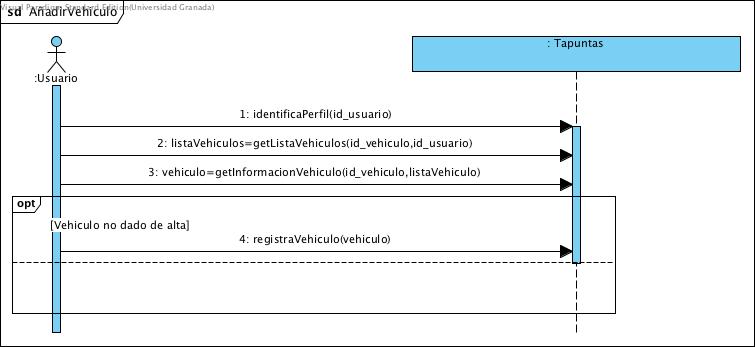 Visual Paradigm Standard Edition(Universidad Granada)
sd AñadirVehiculo
: Tapuntas
:Usuario
1: identificaPerfil(id_usuario)
2: listaVehiculos=getListaVehiculos(id_vehiculo,id_usuario)
3: vehiculo=getInformacionVehiculo(id_vehiculo,listaVehiculo)
opt
[Vehiculo no dado de alta]
4: registraVehiculo(vehiculo)